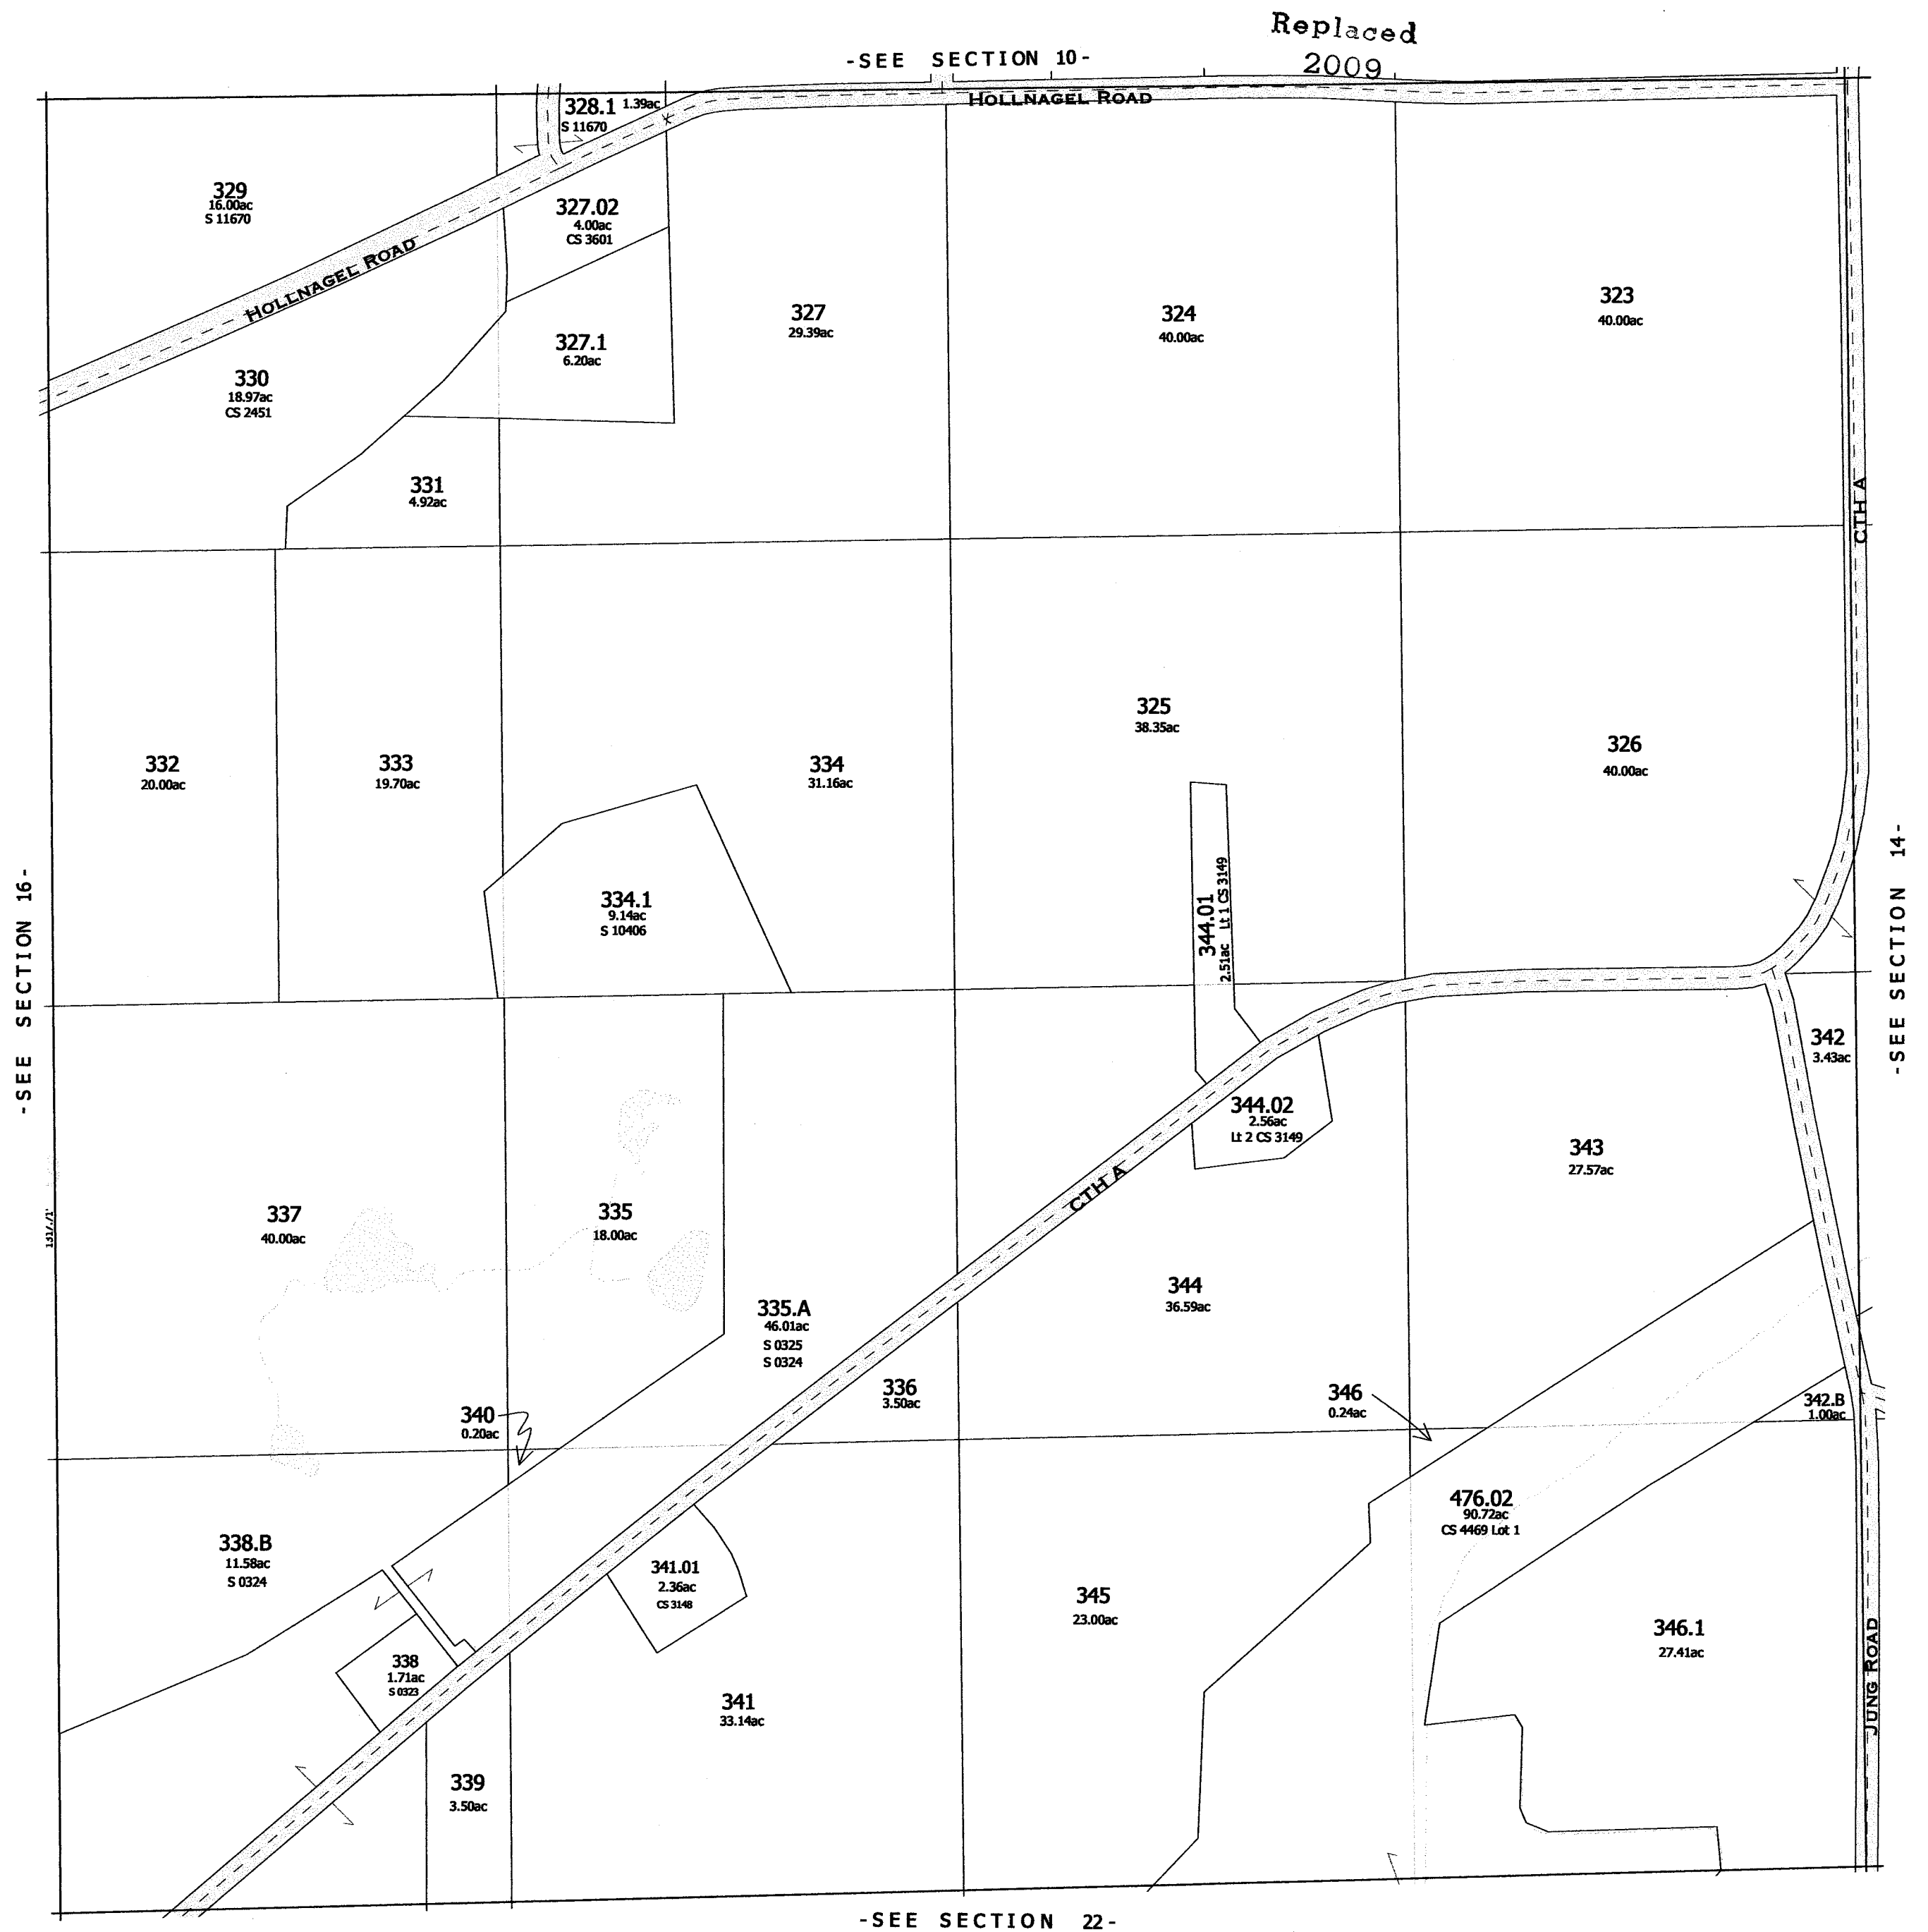 Replaced
2009
-SEE SECTION 10-
HOLLNAGEL ROAD
328.1 1.39ac
S 11670
329
16.00ac
S 11670
327.02
4.00ac
CS 3601
HOLLNAGEL ROAD
323
40.00ac
327
29.39ac
324
40.00ac
327.1
6.20ac
330
18.97ac
CS 2451
331
4.92ac
CTH A
325
38.35ac
326
40.00ac
332
20.00ac
333
19.70ac
334
31.16ac
334.1
9.14ac
S 10406
344.01
2.51ac Lt 1 CS 3149
-SEE SECTION 16-
-SEE SECTION 14-
342
3.43ac
344.02
2.56ac
Lt 2 CS 3149
343
27.57ac
CTH A
337
40.00ac
1317.71'
335
18.00ac
344
36.59ac
335.A
46.01ac
S 0325
S 0324
336
3.50ac
346
0.24ac
342.B
1.00ac
340
0.20ac
476.02
90.72ac
CS 4469 Lot 1
338.B
11.58ac
S 0324
341.01
2.36ac
CS 3148
345
23.00ac
346.1
27.41ac
338
1.71ac
S 0323
341
33.14ac
JUNG ROAD
339
3.50ac
-SEE SECTION 22-